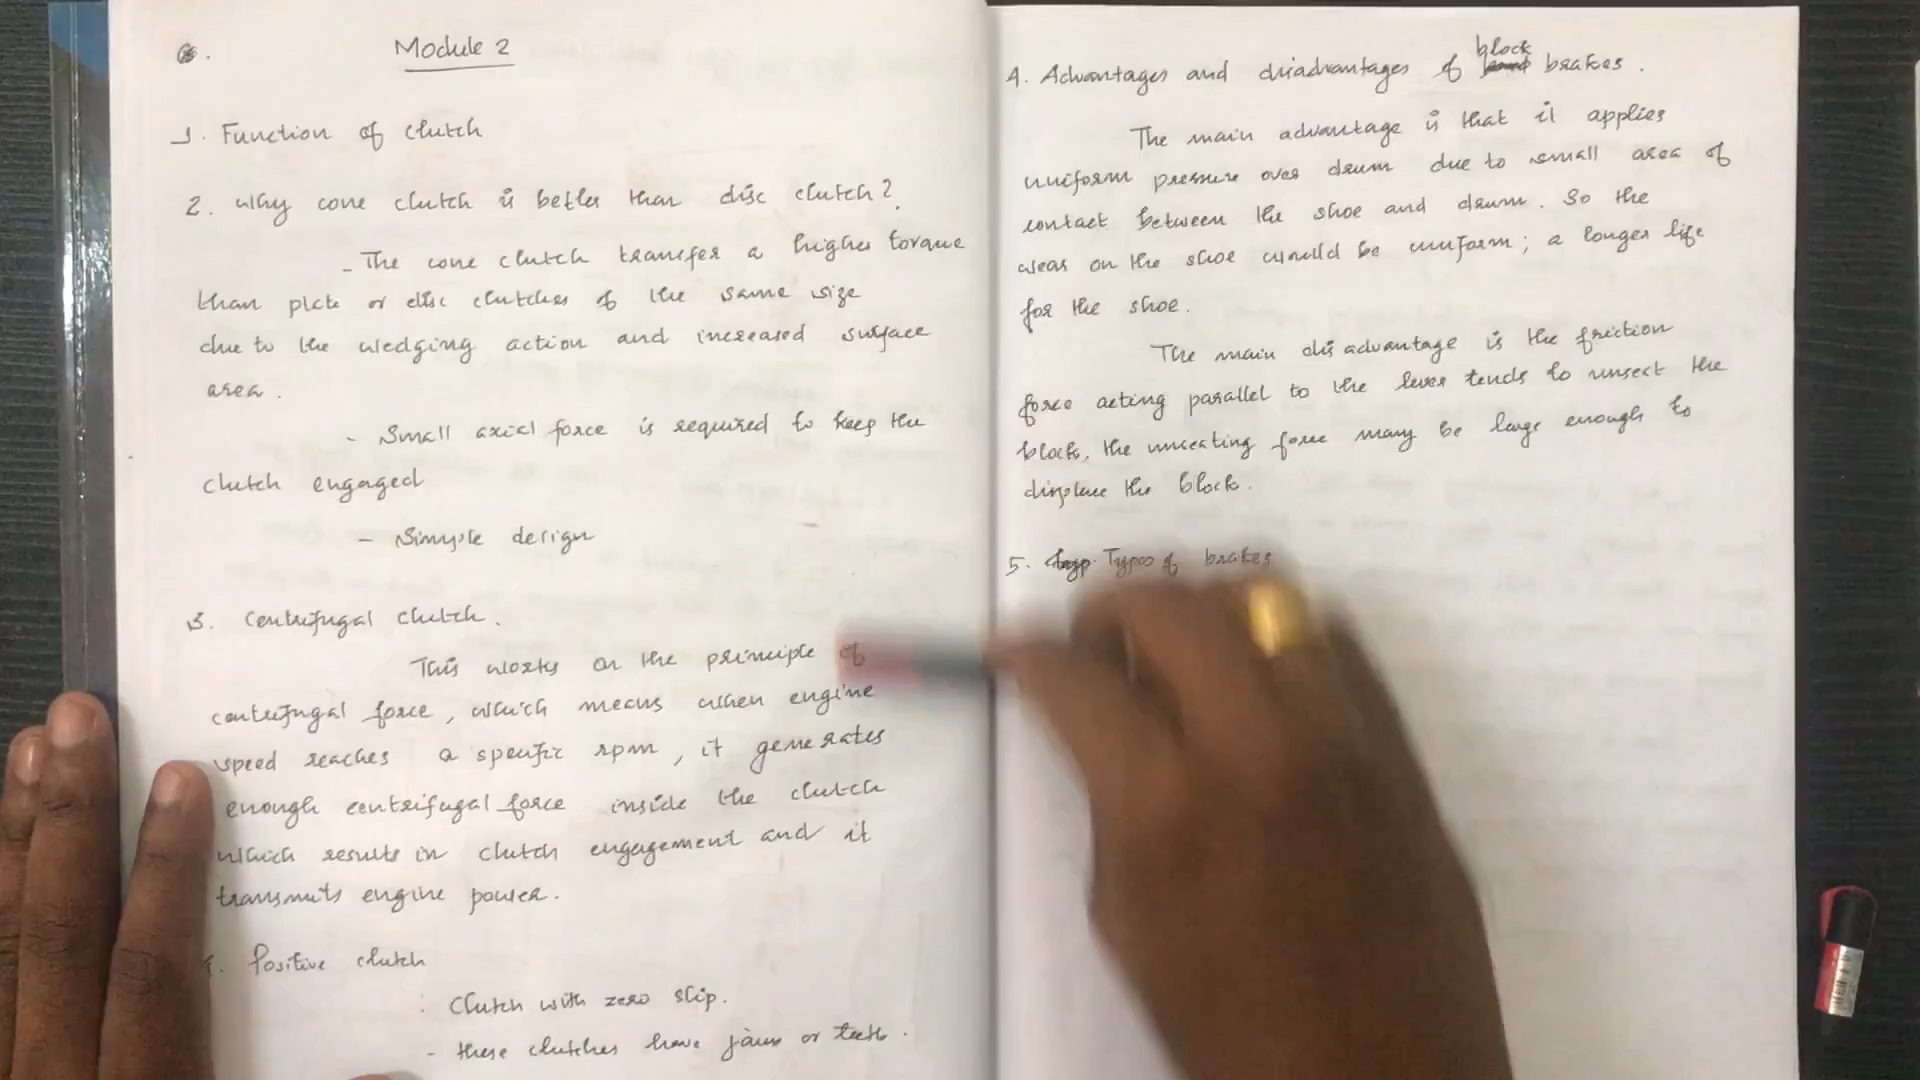 Module 2
1. Function of clutch
2. Why cone clutch is better than disc clutch?
- The cone clutch transfer a higher torque
than plate or disc clutches of the same size
due to the wedging action and increased surface
area.
- Small axial force is required to keep the
clutch engaged
- Simple design
3. Centrifugal clutch.
This works on the principle of
centrifugal force, which means when engine
speed reaches a specific rpm, it generates
enough centrifugal force inside the clutch
which results in clutch engagement and it
transmits engine power.
Positive clutch
Clutch with zero slip.
- these clutches have jaws or teeth.
4. Advantages and disadvantages of block brakes.
The main advantage is that it applies
uniform pressure over drum due to small area of
contact between the shoe and drum. So the
wear on the shoe would be uniform; a longer life
for the shoe.
The main disadvantage is the friction
force acting parallel to the lever tends to unseat the
block, the unseating force may be large enough to
displace the block.
5. Types of brakes